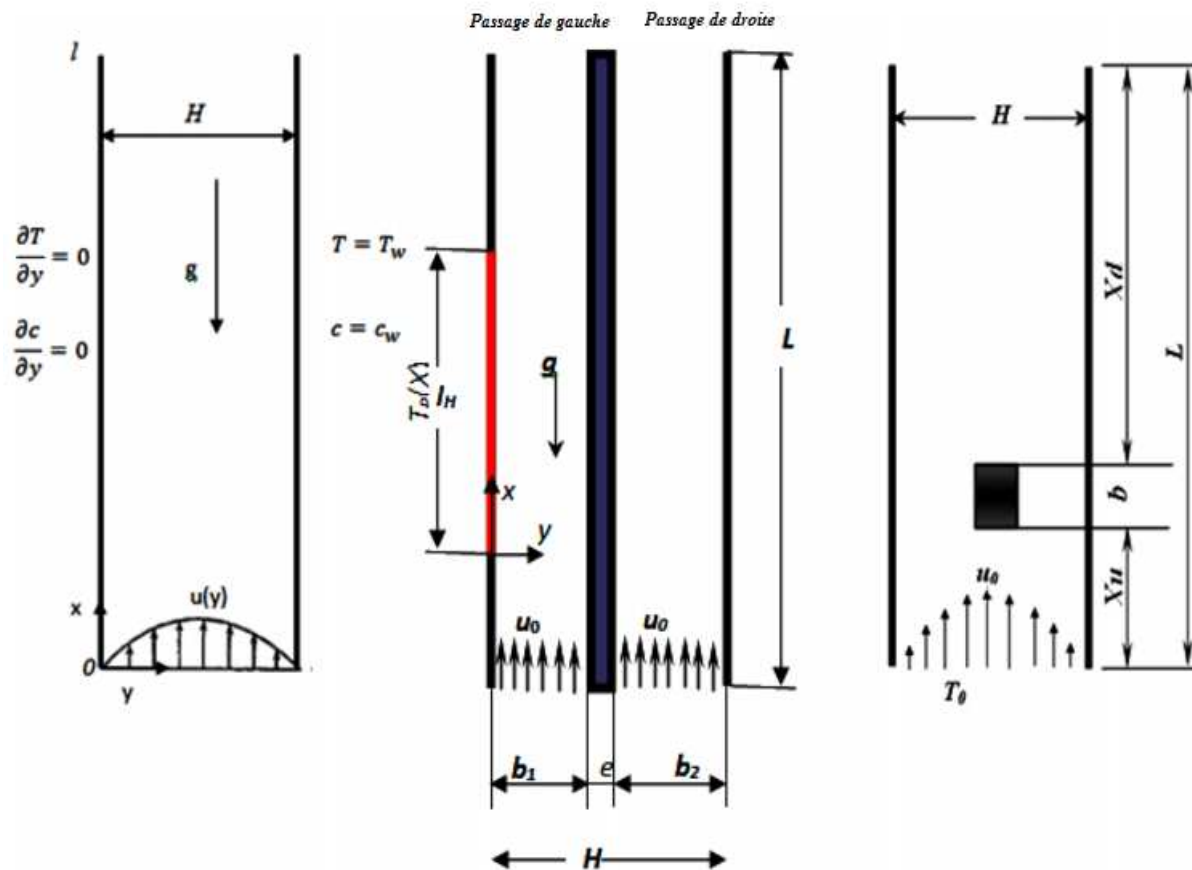 Passage de gauche
Passage de droite
l
H
∂T/∂y = 0
g
∂c/∂y = 0
x
u(y)
0
y
T = T_w
c = c_w
T_P(X)
l_H
g
x
y
u_0
u_0
L
b_1
e
b_2
H
H
Xd
L
b
Xu
u_0
T_0